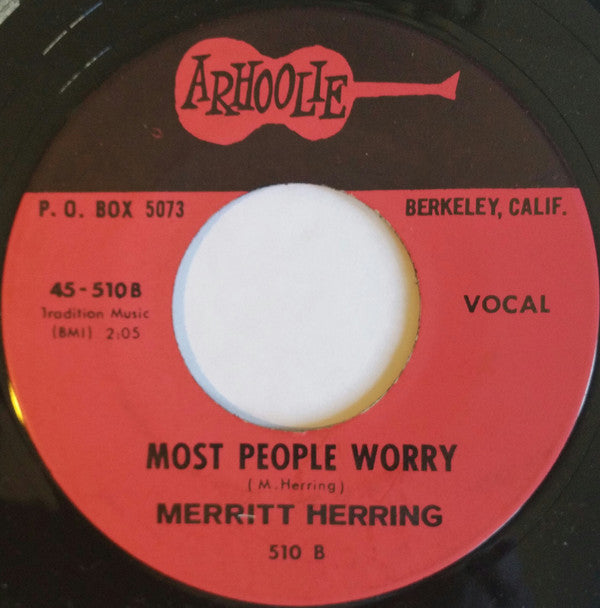 ARHOOLIE
P. O. BOX 5073
BERKELEY, CALIF.
45-510B
Tradition Music
(BMI) 2:05
VOCAL
MOST PEOPLE WORRY
(M. Herring)
MERRITT HERRING
510 B